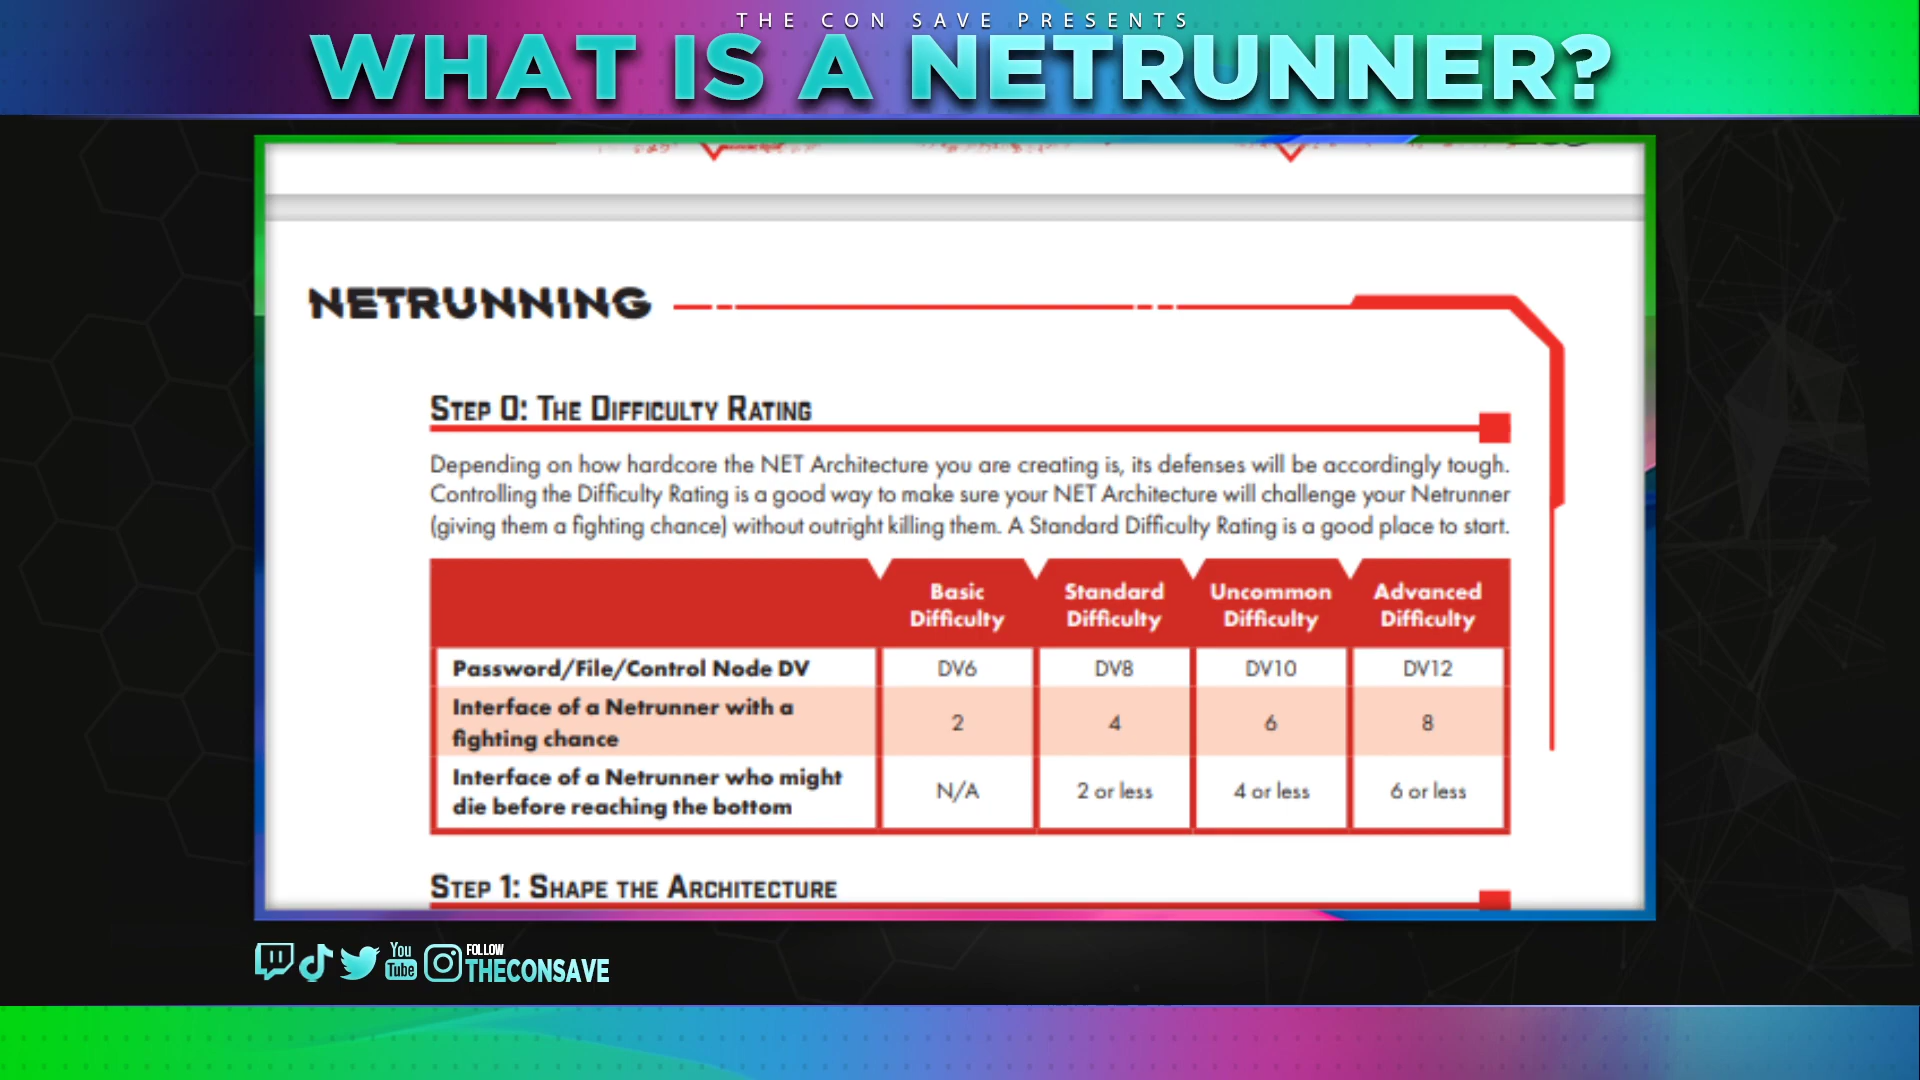 THE CON SAVE PRESENTS
WHAT IS A NETRUNNER?
NETRUNNING
STEP 0: THE DIFFICULTY RATING
Depending on how hardcore the NET Architecture you are creating is, its defenses will be accordingly tough.
Controlling the Difficulty Rating is a good way to make sure your NET Architecture will challenge your Netrunner
(giving them a fighting chance) without outright killing them. A Standard Difficulty Rating is a good place to start.
Basic Difficulty Standard Difficulty Uncommon Difficulty Advanced Difficulty
Password/File/Control Node DV DV6 DV8 DV10 DV12
Interface of a Netrunner with a fighting chance 2 4 6 8
Interface of a Netrunner who might die before reaching the bottom N/A 2 or less 4 or less 6 or less
STEP 1: SHAPE THE ARCHITECTURE
You Tube
FOLLOW
THECONSAVE